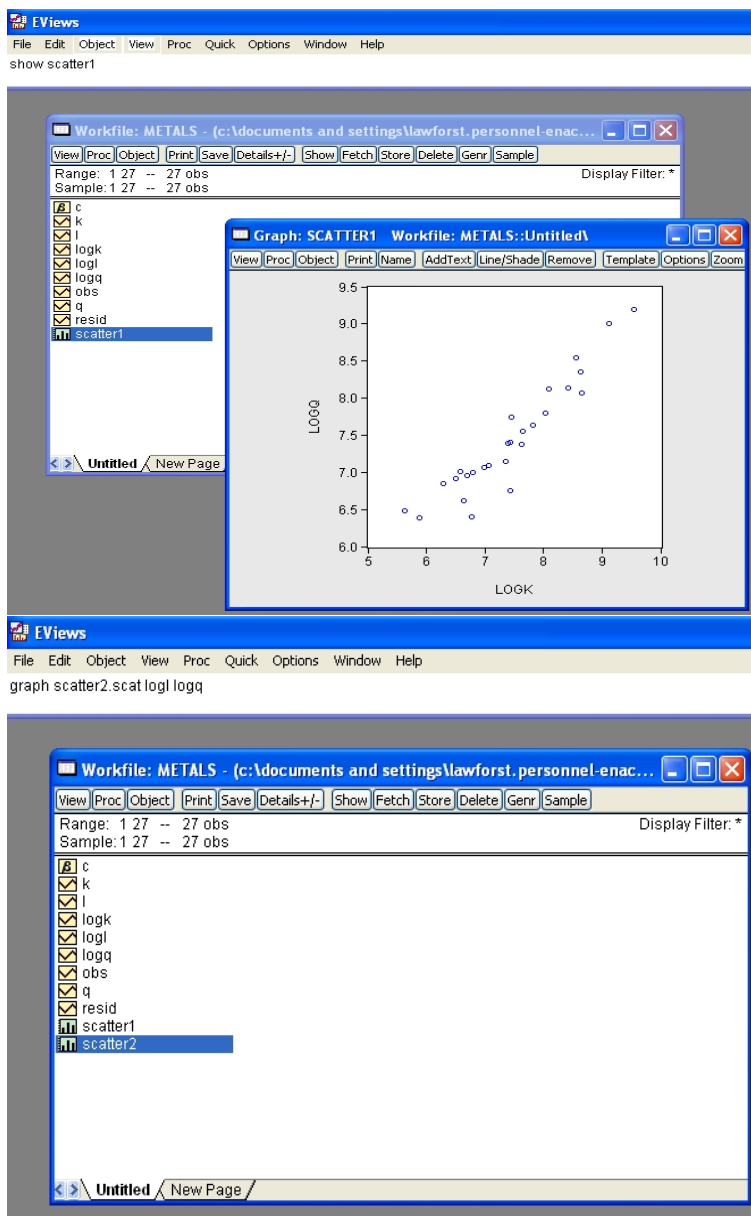 EViews
File Edit Object View Proc Quick Options Window Help
show scatter1
Workfile: METALS - (c:\documents and settings\lawforst.personnel-enac...
View Proc Object Print Save Details+/- Show Fetch Store Delete Genr Sample
Range: 1 27 -- 27 obs Display Filter: *
Sample: 1 27 -- 27 obs
c
k
l
logk
logl
logq
obs
q
resid
scatter1
Untitled New Page
Graph: SCATTER1 Workfile: METALS::Untitled\
View Proc Object Print Name AddText Line/Shade Remove Template Options Zoom
9.5
9.0
8.5
8.0
7.5
7.0
6.5
6.0
LOGQ
5 6 7 8 9 10
LOGK
EViews
File Edit Object View Proc Quick Options Window Help
graph scatter2.scat logl logq
Workfile: METALS - (c:\documents and settings\lawforst.personnel-enac...
View Proc Object Print Save Details+/- Show Fetch Store Delete Genr Sample
Range: 1 27 -- 27 obs Display Filter: *
Sample: 1 27 -- 27 obs
β c
k
l
logk
logl
logq
obs
q
resid
scatter1
scatter2
Untitled New Page